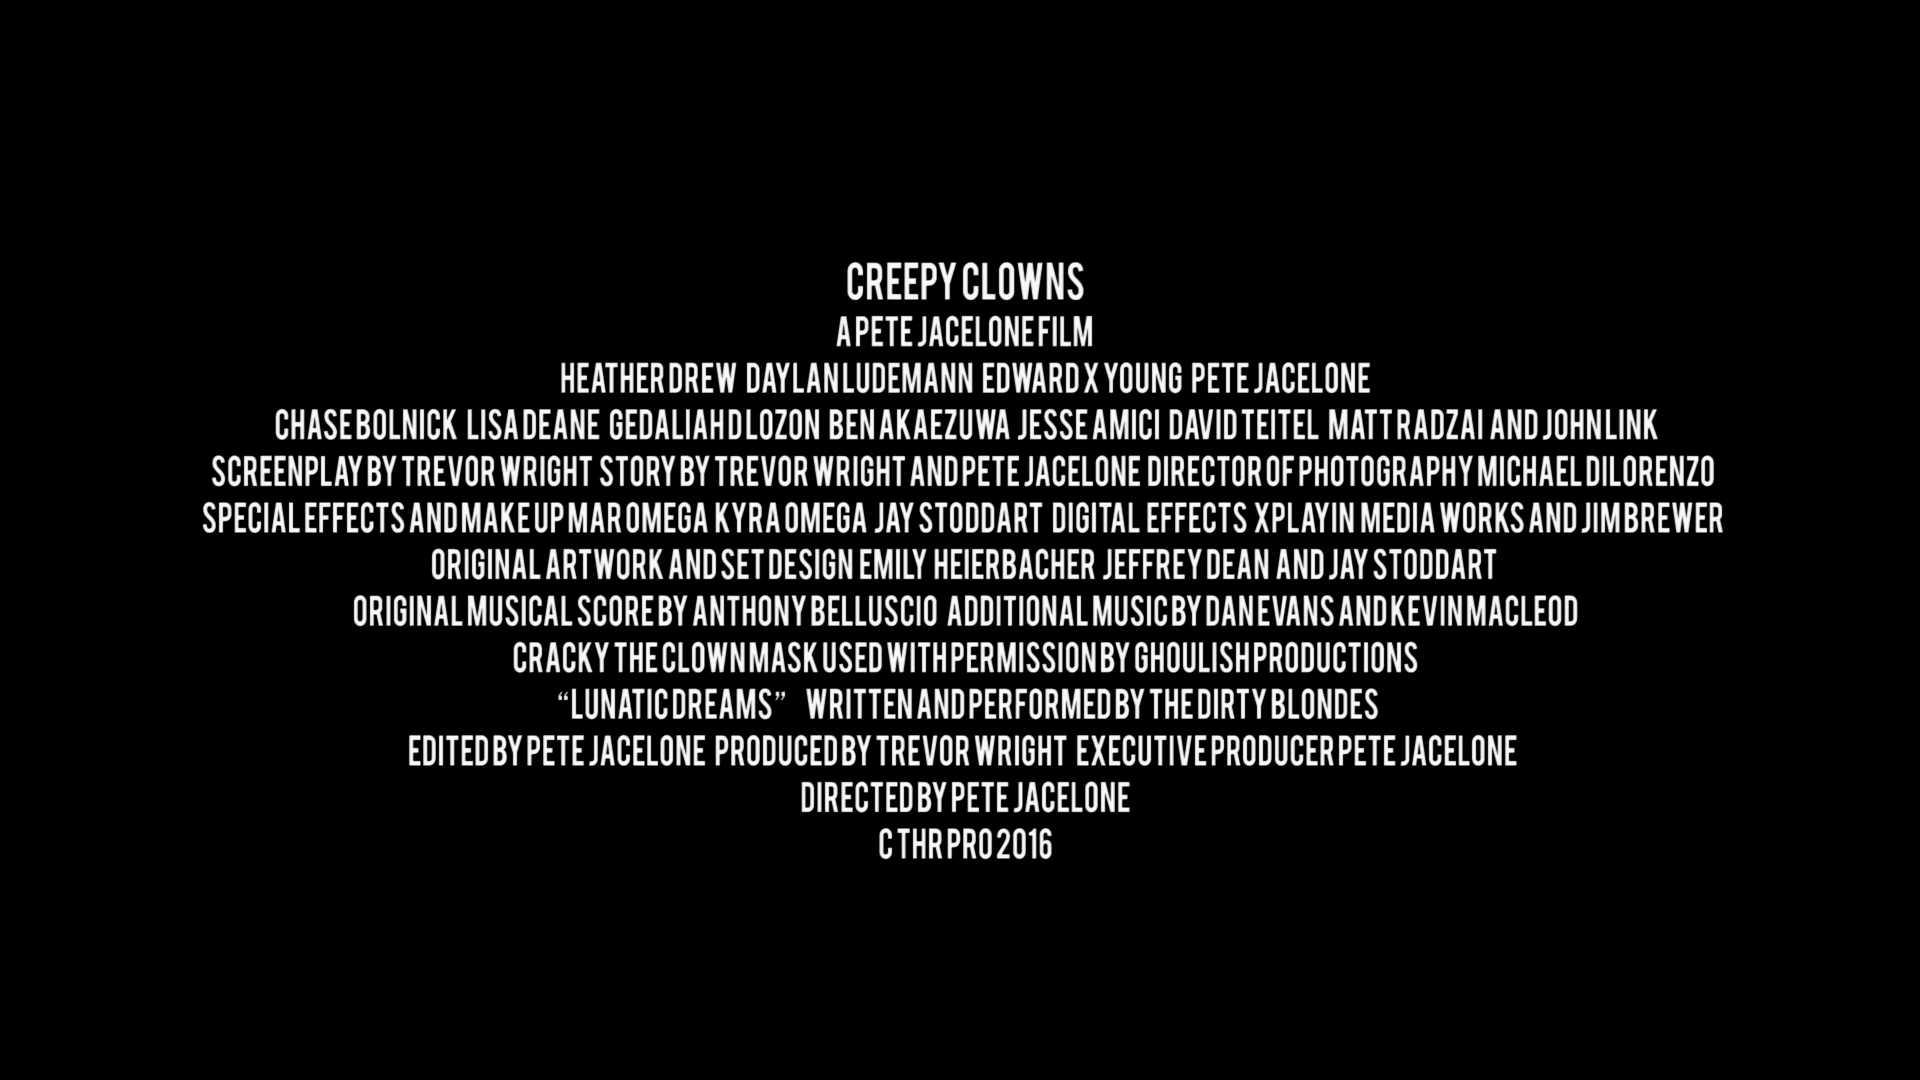 CREEPY CLOWNS
A PETE JACELONE FILM
HEATHER DREW DAYLAN LUDEMANN EDWARD X YOUNG PETE JACELONE
CHASE BOLNICK LISA DEANE GEDALIAH DLOZON BEN AKAEZUWA JESSE AMICI DAVID TEITEL MATT RADZAI AND JOHN LINK
SCREENPLAY BY TREVOR WRIGHT STORY BY TREVOR WRIGHT AND PETE JACELONE DIRECTOR OF PHOTOGRAPHY MICHAEL DILORENZO
SPECIAL EFFECTS AND MAKE UP MAR OMEGA KYRA OMEGA JAY STODDART DIGITAL EFFECTS XPLAYIN MEDIA WORKS AND JIM BREWER
ORIGINAL ARTWORK AND SET DESIGN EMILY HEIERBACHER JEFFREY DEAN AND JAY STODDART
ORIGINAL MUSICAL SCORE BY ANTHONY BELLUSCIO ADDITIONAL MUSIC BY DAN EVANS AND KEVIN MACLEOD
CRACKY THE CLOWN MASK USED WITH PERMISSION BY GHOULISH PRODUCTIONS
“LUNATIC DREAMS” WRITTEN AND PERFORMED BY THE DIRTY BLONDES
EDITED BY PETE JACELONE PRODUCED BY TREVOR WRIGHT EXECUTIVE PRODUCER PETE JACELONE
DIRECTED BY PETE JACELONE
C THR PRO 2016